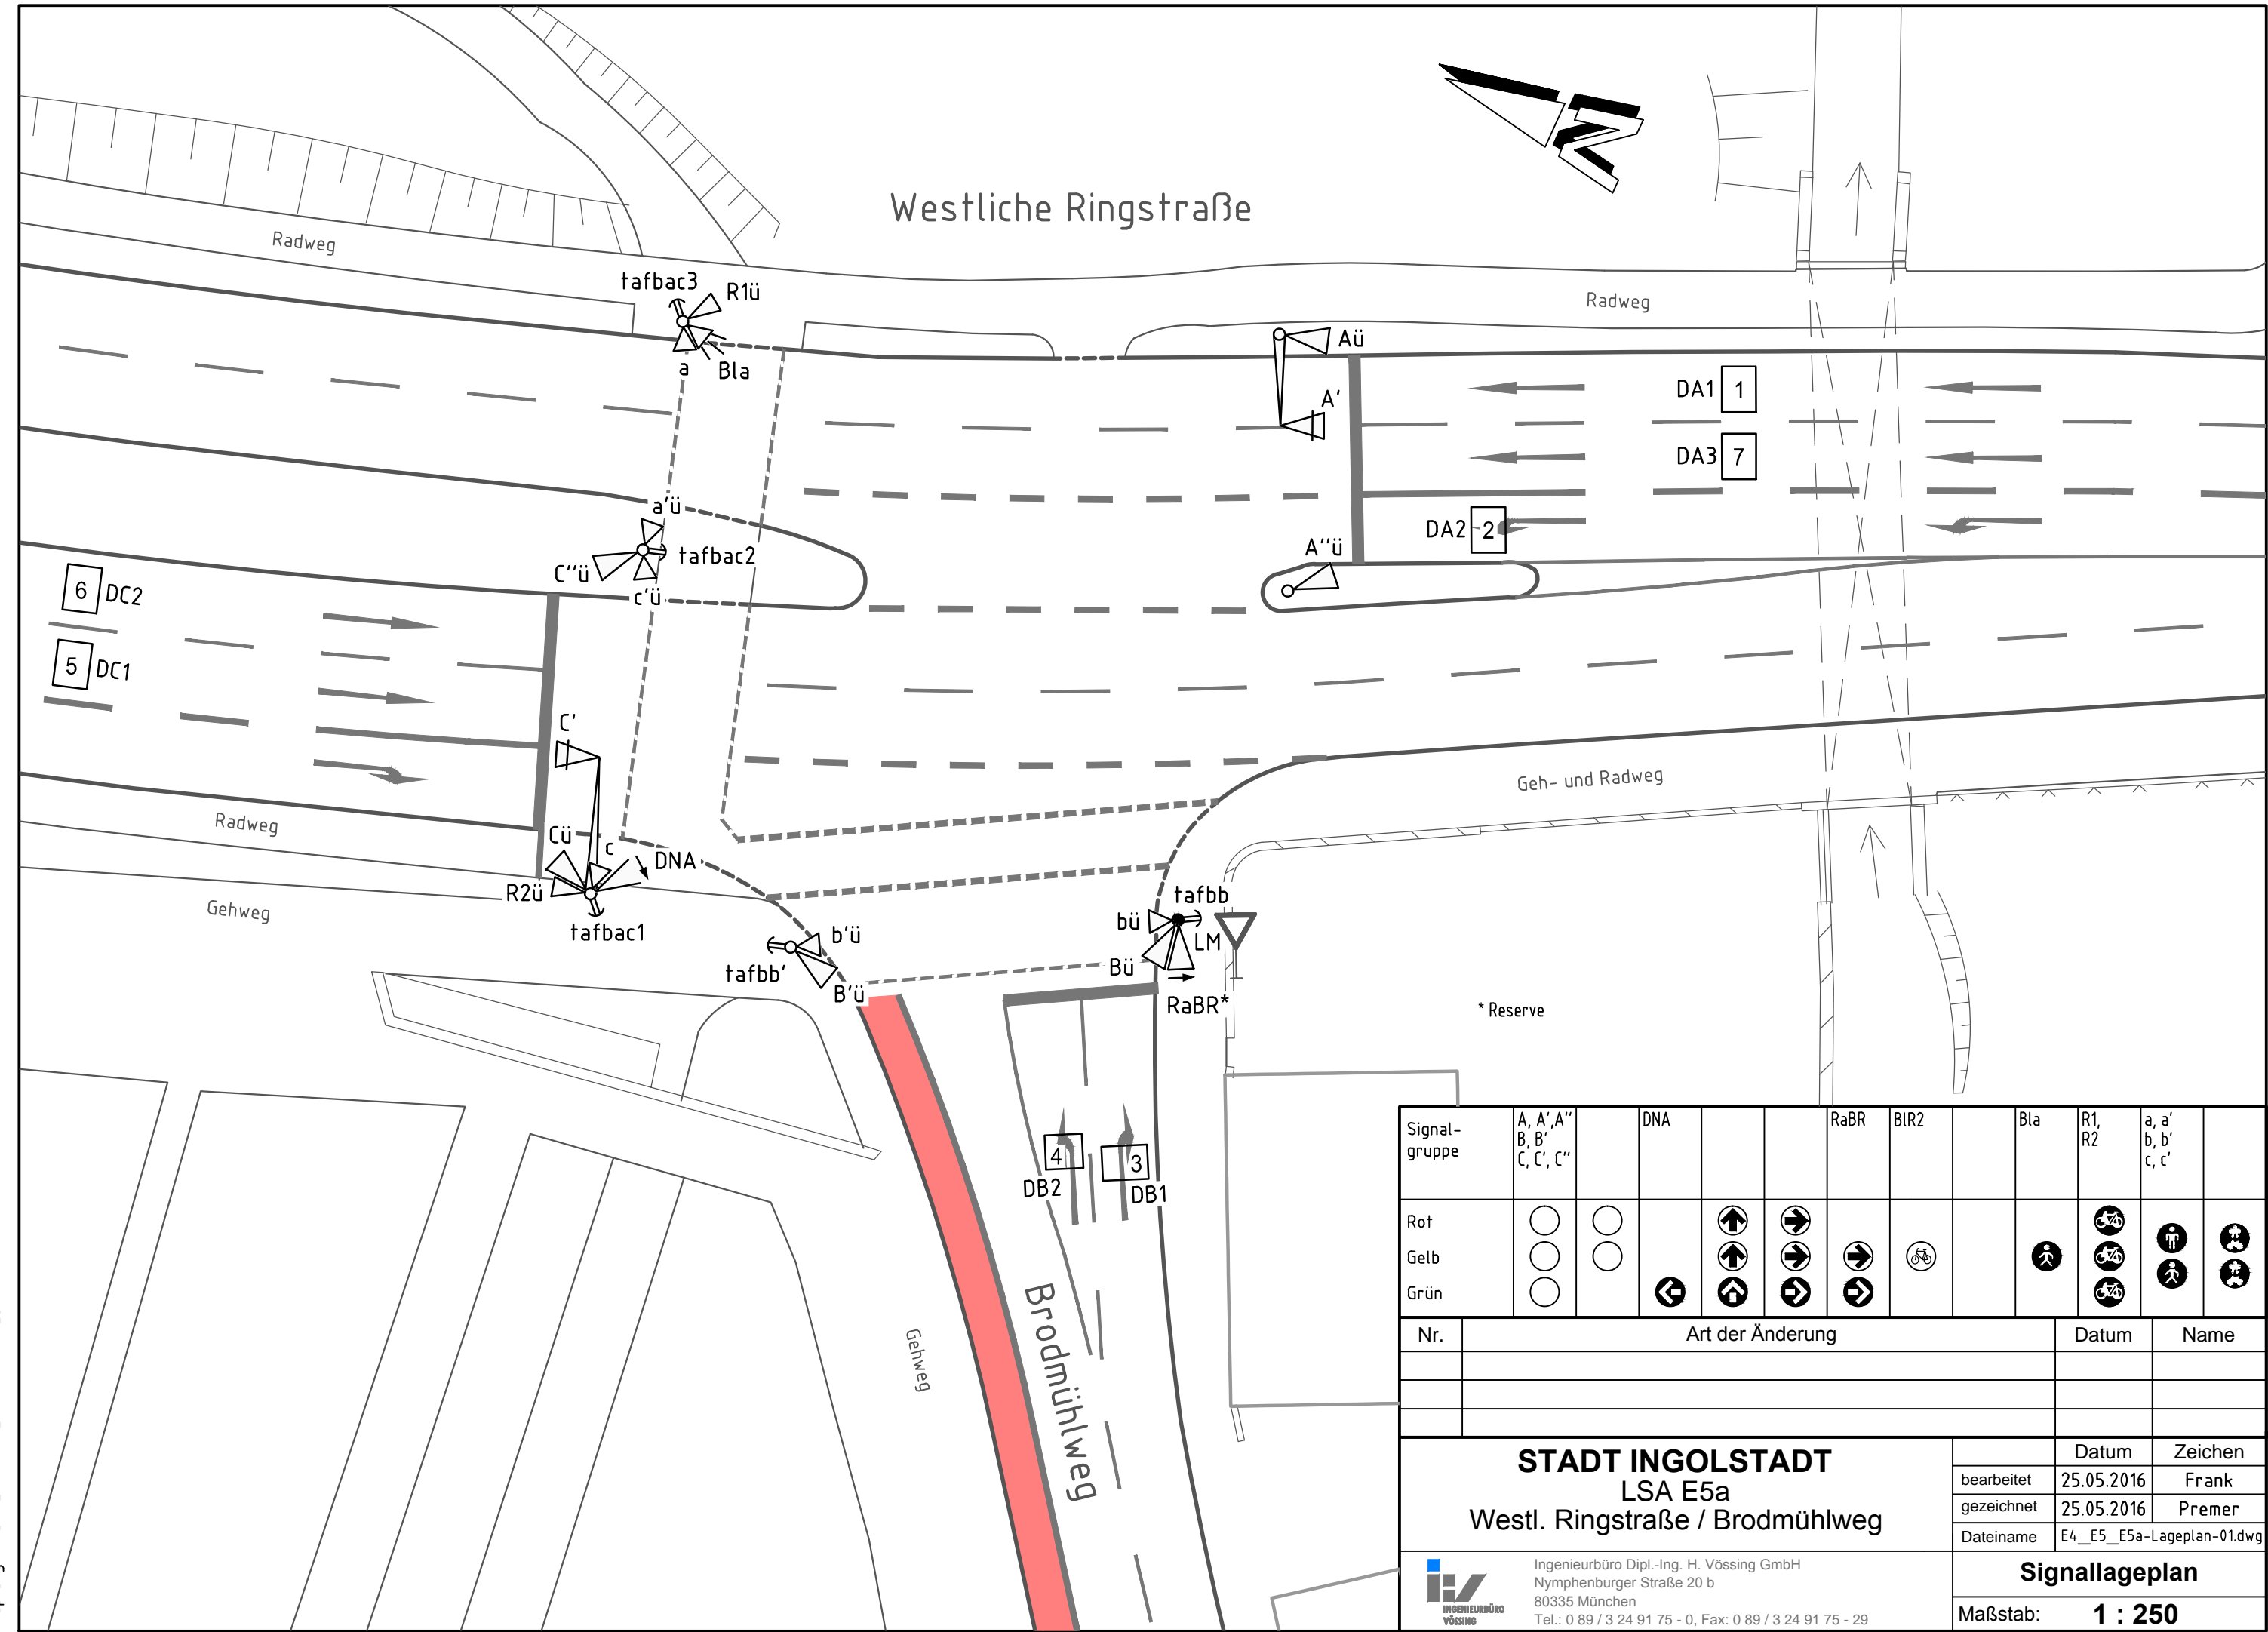 Westliche Ringstraße
Radweg
tafbac3
R1ü
a
Bla
Radweg
Aü
A'
DA1 1
DA3 7
DA2 2
A''ü
a'ü
tafbac2
C''ü
c'ü
6 DC2
5 DC1
C'
Radweg
Cü
c
DNA
R2ü
tafbac1
Gehweg
Geh- und Radweg
tafbb
bü
LM
Bü
RaBR*
b'ü
tafbb'
B'ü
* Reserve
4
3
DB2
DB1
Brodmühlweg
Gehweg
Signal-
gruppe
A, A',A''
B, B'
C, C', C''
DNA
RaBR
BIR2
Bla
R1,
R2
a, a'
b, b'
c, c'
Rot
Gelb
Grün
Nr. Art der Änderung Datum Name
STADT INGOLSTADT
LSA E5a
Westl. Ringstraße / Brodmühlweg
Datum Zeichen
bearbeitet 25.05.2016 Frank
gezeichnet 25.05.2016 Premer
Dateiname E4__E5__E5a-Lageplan-01.dwg
INGENIEURBÜRO
VÖSSING
Ingenieurbüro Dipl.-Ing. H. Vössing GmbH
Nymphenburger Straße 20 b
80335 München
Tel.: 0 89 / 3 24 91 75 - 0, Fax: 0 89 / 3 24 91 75 - 29
Signallageplan
Maßstab: 1 : 250